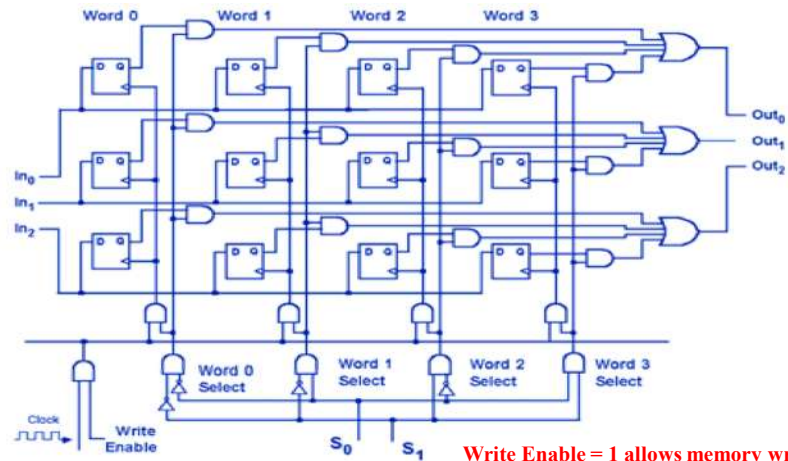 Word 0 Word 1 Word 2 Word 3
D Q D Q D Q D Q
Out0
D Q D Q D Q D Q
Out1
Out2
In0
In1
In2
D Q D Q D Q D Q
Word 0 Select
Word 1 Select
Word 2 Select
Word 3 Select
Clock
Write Enable
S0 S1
Write Enable = 1 allows memory